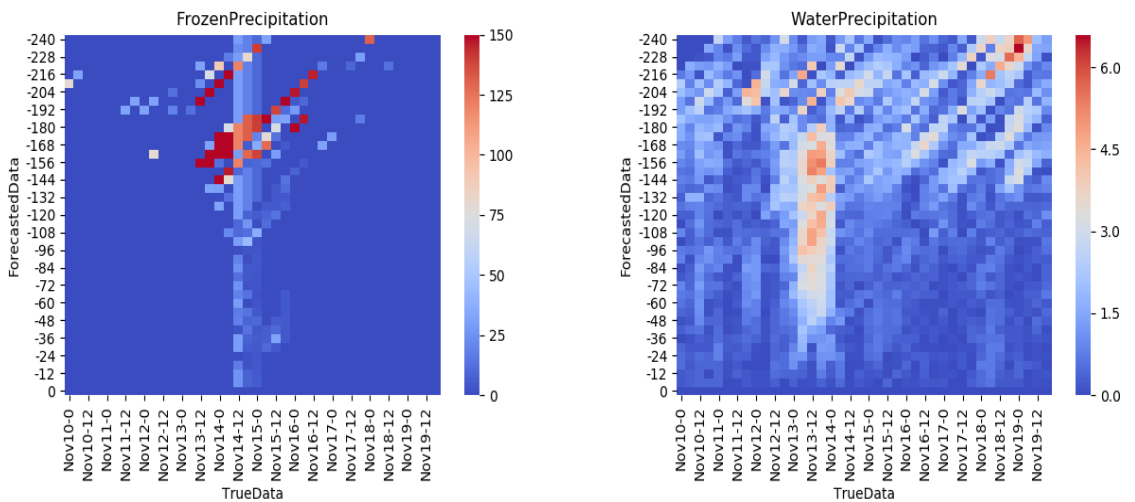 FrozenPrecipitation
ForecastedData
-240
-228
-216
-204
-192
-180
-168
-156
-144
-132
-120
-108
-96
-84
-72
-60
-48
-36
-24
-12
0
Nov10-0
Nov10-12
Nov11-0
Nov11-12
Nov12-0
Nov12-12
Nov13-0
Nov13-12
Nov14-0
Nov14-12
Nov15-0
Nov15-12
Nov16-0
Nov16-12
Nov17-0
Nov17-12
Nov18-0
Nov18-12
Nov19-0
Nov19-12
TrueData
150
125
100
75
50
25
0
WaterPrecipitation
ForecastedData
-240
-228
-216
-204
-192
-180
-168
-156
-144
-132
-120
-108
-96
-84
-72
-60
-48
-36
-24
-12
0
Nov10-0
Nov10-12
Nov11-0
Nov11-12
Nov12-0
Nov12-12
Nov13-0
Nov13-12
Nov14-0
Nov14-12
Nov15-0
Nov15-12
Nov16-0
Nov16-12
Nov17-0
Nov17-12
Nov18-0
Nov18-12
Nov19-0
Nov19-12
TrueData
6.0
4.5
3.0
1.5
0.0